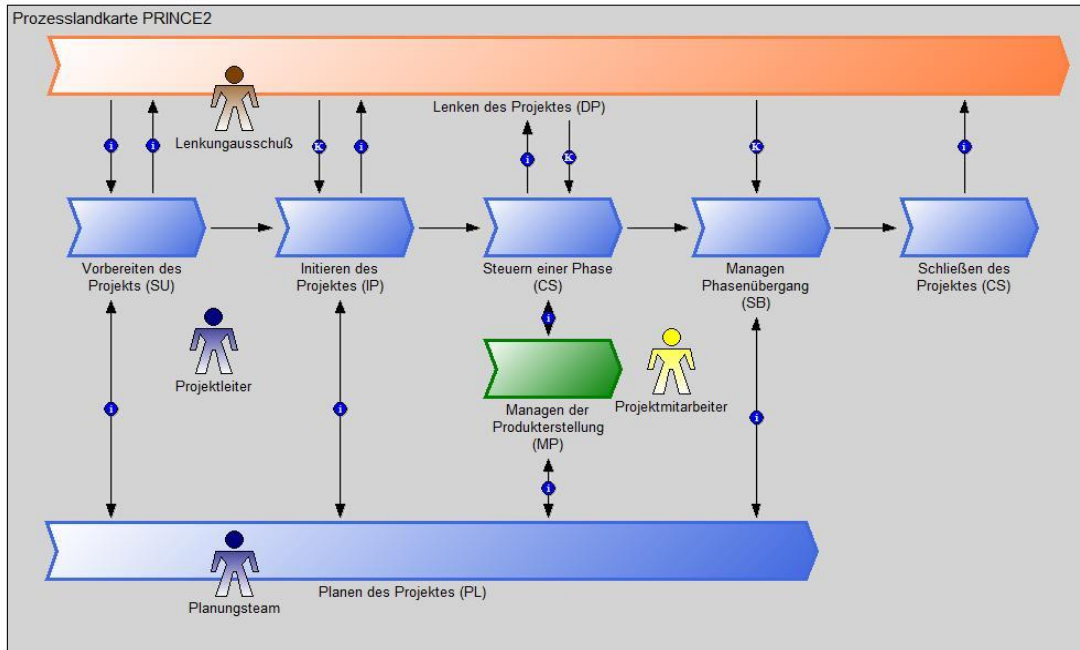 Prozesslandkarte PRINCE2
Lenken des Projektes (DP)
Lenkungausschuß
i
i
K
i
i
K
K
i
Vorbereiten des
Projekts (SU)
Initieren des
Projektes (IP)
Steuern einer Phase
(CS)
Managen
Phasenübergang
(SB)
Schließen des
Projektes (CS)
i
Projektleiter
Projektmitarbeiter
Managen der
Produkterstellung
(MP)
i
i
i
i
Planen des Projektes (PL)
Planungsteam